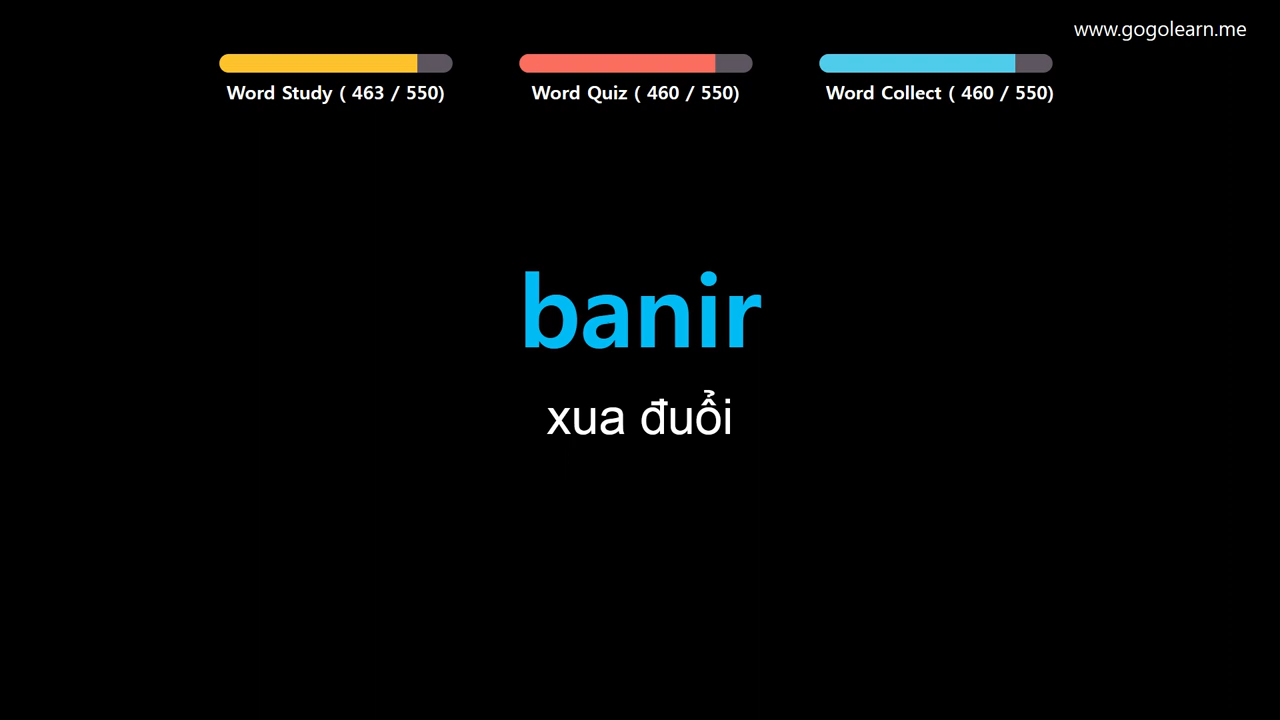 www.gogolearn.me
Word Study ( 463 / 550)
Word Quiz ( 460 / 550)
Word Collect ( 460 / 550)
banir
xua đuổi